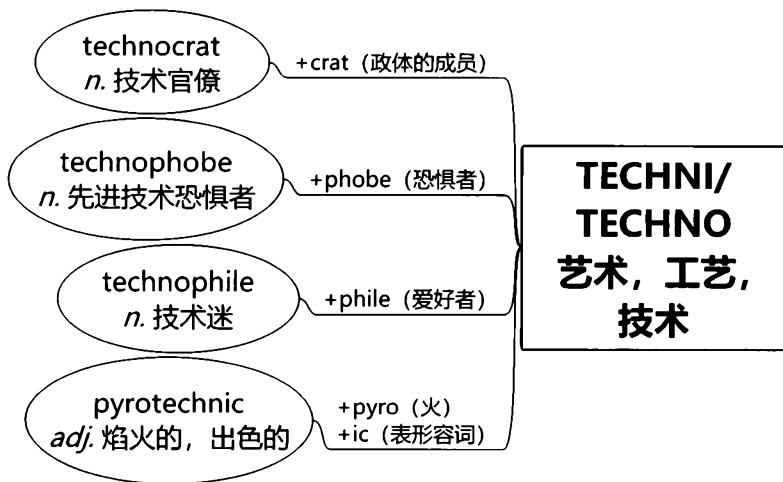 technocrat
n. 技术官僚
+crat（政体的成员）
technophobe
n. 先进技术恐惧者
+phobe（恐惧者）
technophile
n. 技术迷
+phile（爱好者）
pyrotechnic
adj. 焰火的，出色的
+pyro（火）
+ic（表形容词）
TECHNI/
TECHNO
艺术，工艺，
技术